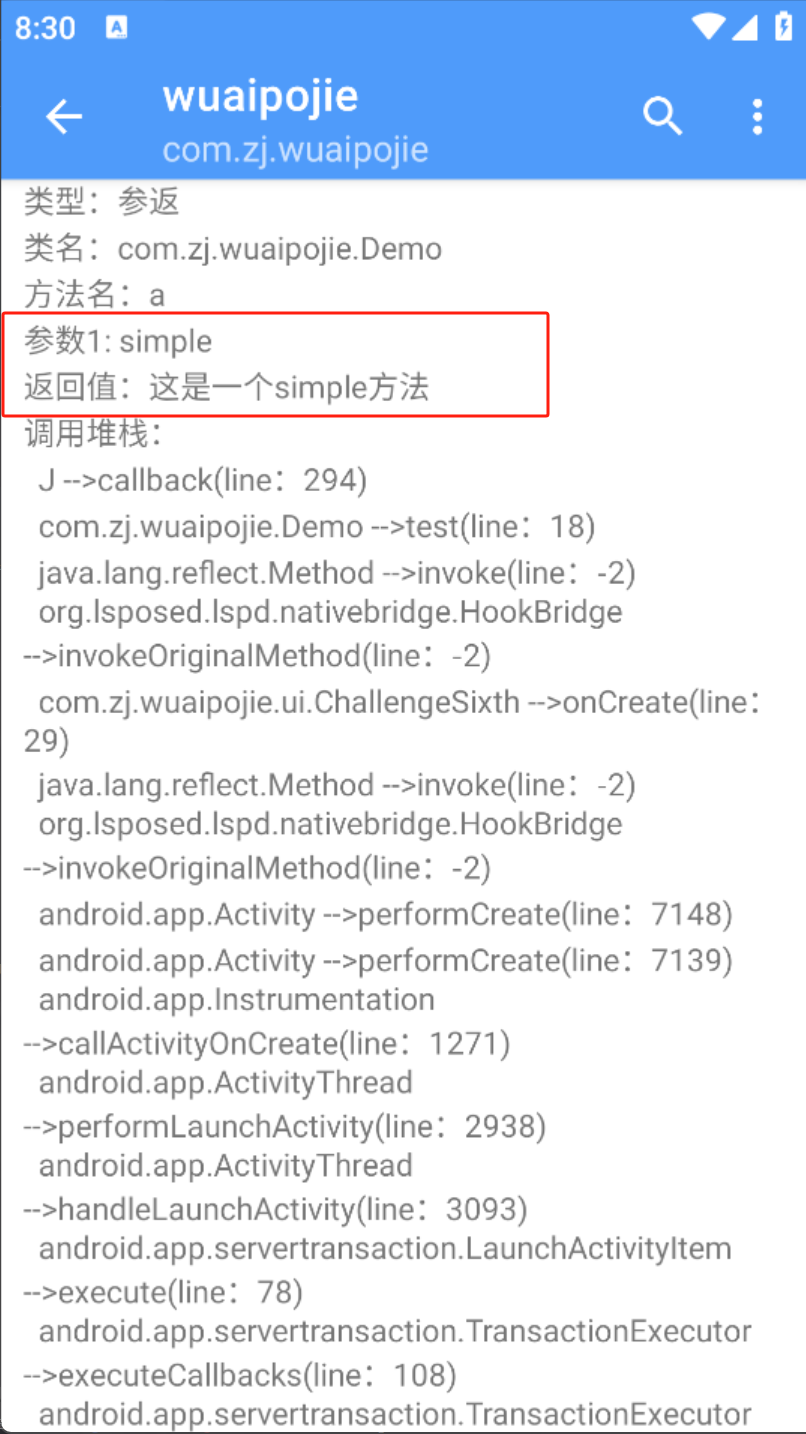 8:30 A
wuaipojie
com.zj.wuaipojie
类型：参返
类名：com.zj.wuaipojie.Demo
方法名：a
参数1: simple
返回值：这是一个simple方法
调用堆栈：
J -->callback(line：294)
com.zj.wuaipojie.Demo -->test(line：18)
java.lang.reflect.Method -->invoke(line：-2)
org.lsposed.lspd.nativebridge.HookBridge
-->invokeOriginalMethod(line：-2)
com.zj.wuaipojie.ui.ChallengeSixth -->onCreate(line：
29)
java.lang.reflect.Method -->invoke(line：-2)
org.lsposed.lspd.nativebridge.HookBridge
-->invokeOriginalMethod(line：-2)
android.app.Activity -->performCreate(line：7148)
android.app.Activity -->performCreate(line：7139)
android.app.Instrumentation
-->callActivityOnCreate(line：1271)
android.app.ActivityThread
-->performLaunchActivity(line：2938)
android.app.ActivityThread
-->handleLaunchActivity(line：3093)
android.app.servertransaction.LaunchActivityItem
-->execute(line：78)
android.app.servertransaction.TransactionExecutor
-->executeCallbacks(line：108)
android.app.servertransaction.TransactionExecutor